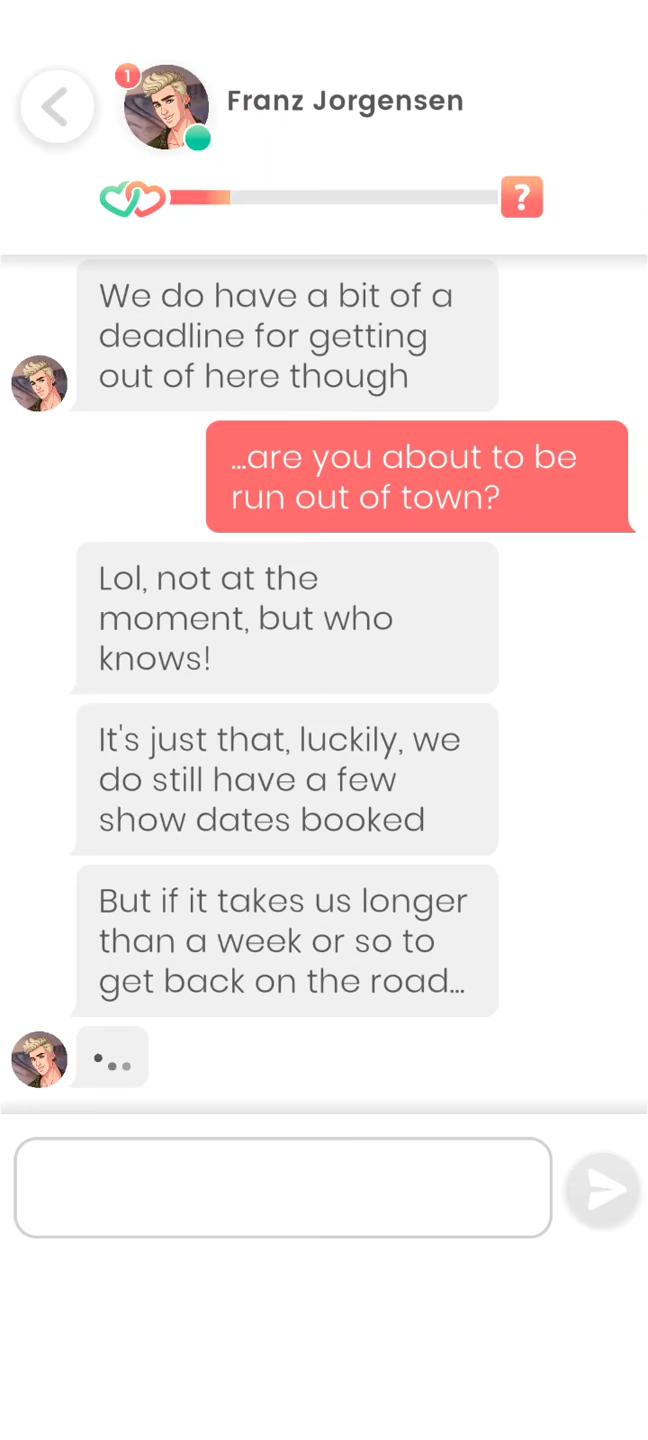 1
Franz Jorgensen
?
We do have a bit of a
deadline for getting
out of here though
...are you about to be
run out of town?
Lol, not at the
moment, but who
knows!
It's just that, luckily, we
do still have a few
show dates booked
But if it takes us longer
than a week or so to
get back on the road...